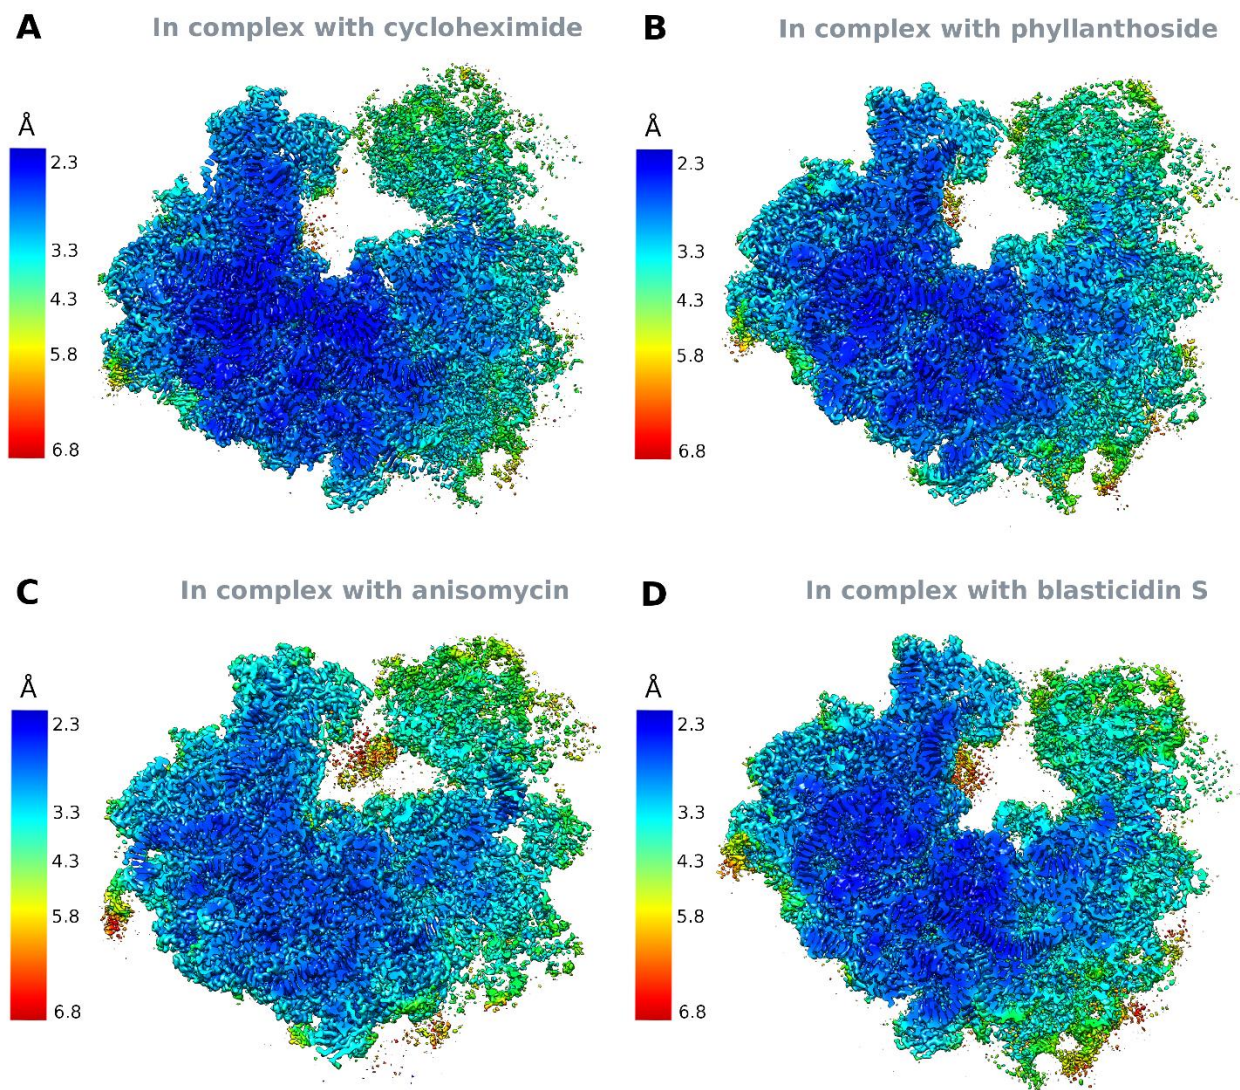 A
In complex with cycloheximide
Å
2.3
3.3
4.3
5.8
6.8
B
In complex with phyllanthoside
Å
2.3
3.3
4.3
5.8
6.8
C
In complex with anisomycin
Å
2.3
3.3
4.3
5.8
6.8
D
In complex with blasticidin S
Å
2.3
3.3
4.3
5.8
6.8